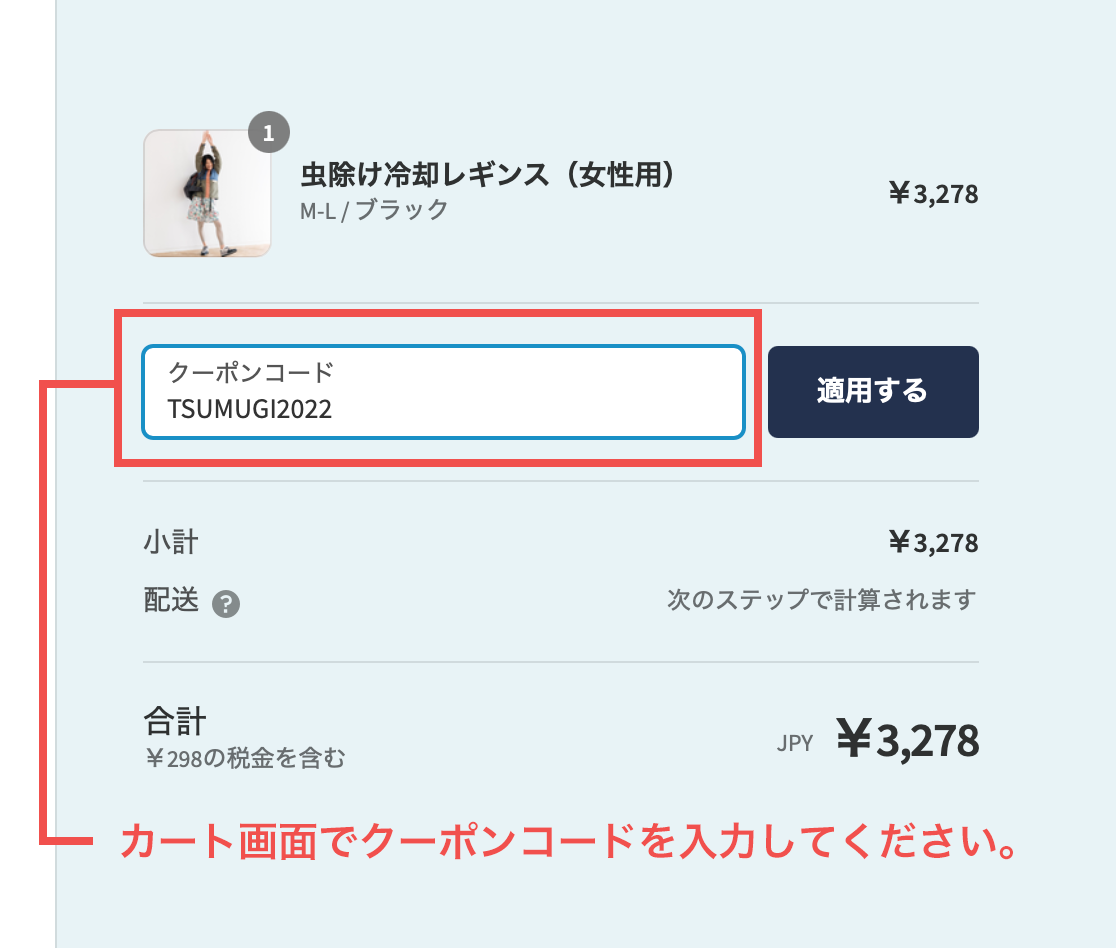 1
虫除け冷却レギンス（女性用）
M-L / ブラック
￥3,278
クーポンコード
TSUMUGI2022
適用する
小計
￥3,278
配送 ?
次のステップで計算されます
合計
￥298の税金を含む
JPY ￥3,278
カート画面でクーポンコードを入力してください。